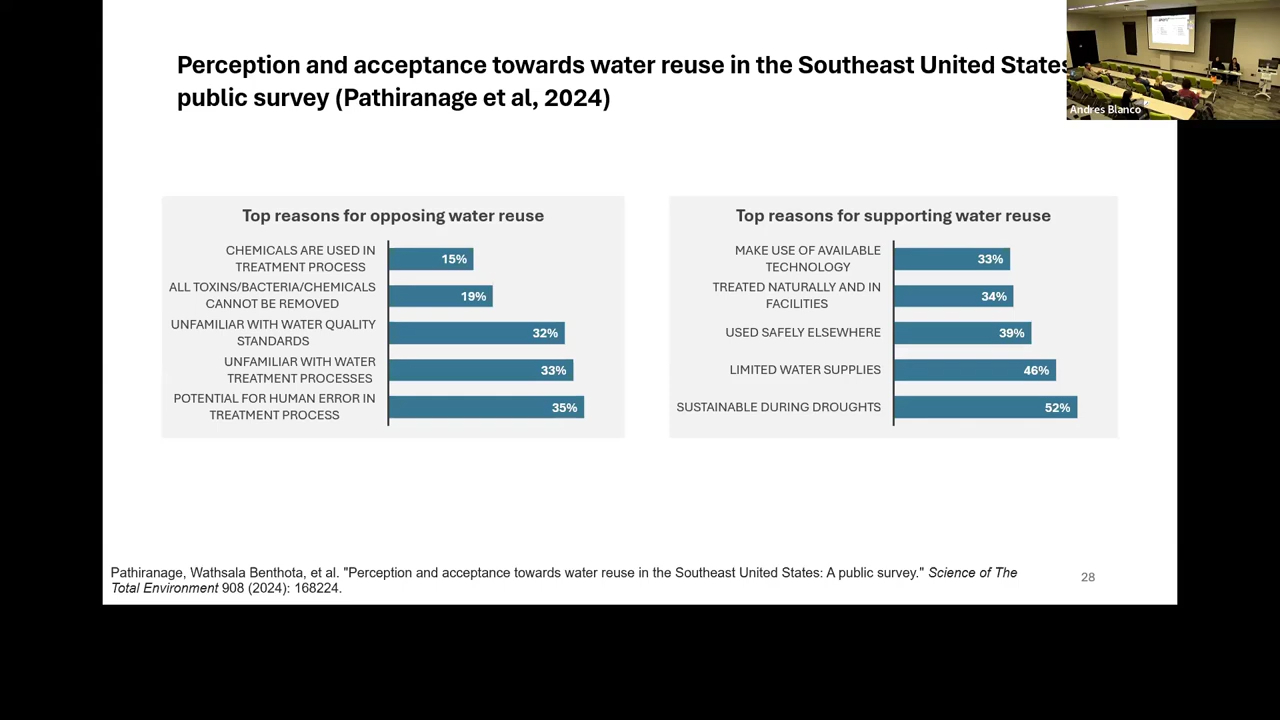 Perception and acceptance towards water reuse in the Southeast United States
public survey (Pathiranage et al, 2024)
Andres Blanco
Top reasons for opposing water reuse
CHEMICALS ARE USED IN
TREATMENT PROCESS
15%
ALL TOXINS/BACTERIA/CHEMICALS
CANNOT BE REMOVED
19%
UNFAMILIAR WITH WATER QUALITY
STANDARDS
32%
UNFAMILIAR WITH WATER
TREATMENT PROCESSES
33%
POTENTIAL FOR HUMAN ERROR IN
TREATMENT PROCESS
35%
Top reasons for supporting water reuse
MAKE USE OF AVAILABLE
TECHNOLOGY
33%
TREATED NATURALLY AND IN
FACILITIES
34%
USED SAFELY ELSEWHERE
39%
LIMITED WATER SUPPLIES
46%
SUSTAINABLE DURING DROUGHTS
52%
Pathiranage, Wathsala Benthota, et al. "Perception and acceptance towards water reuse in the Southeast United States: A public survey." Science of The
Total Environment 908 (2024): 168224.
28